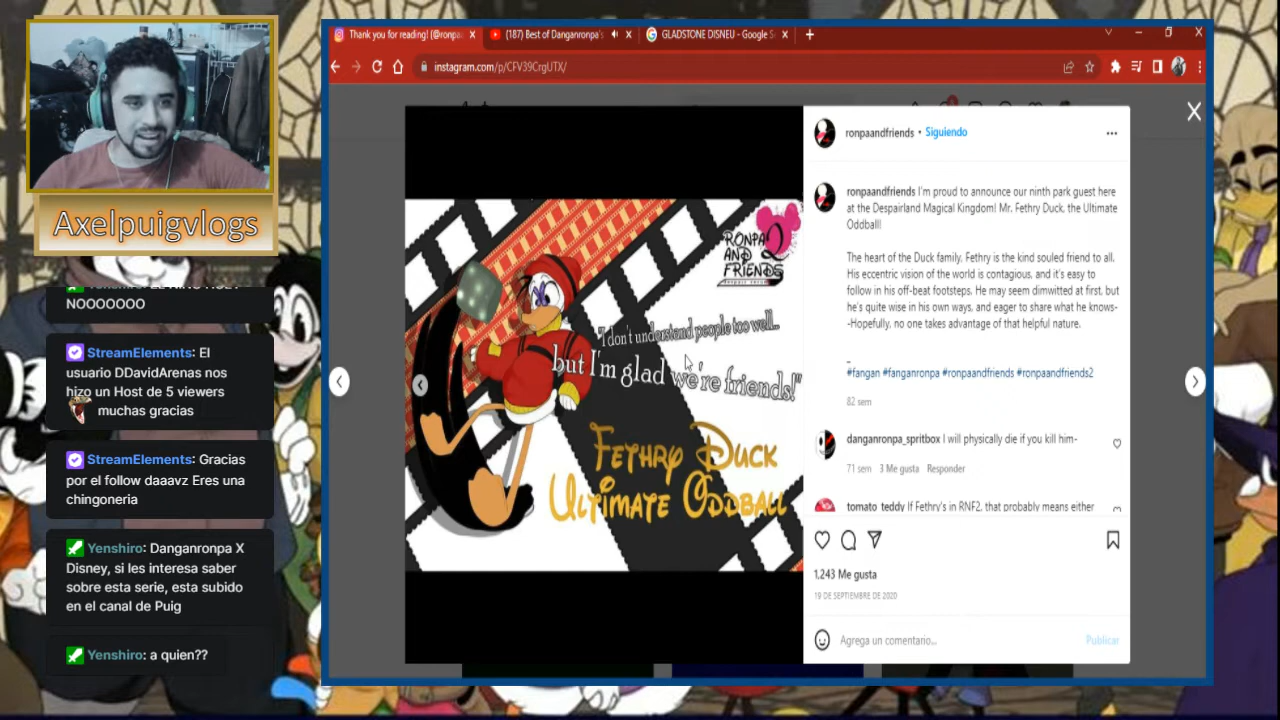 Axelpuigvlogs
NOOOOOOO
StreamElements: El
usuario DDavidArenas nos
hizo un Host de 5 viewers
muchas gracias
StreamElements: Gracias
por el follow daaavz Eres una
chingoneria
Yenshiro: Danganronpa X
Disney, si les interesa saber
sobre esta serie, esta subido
en el canal de Puig
Yenshiro: a quien??
Thank you for reading! (@ronpaa
(187) Best of Danganronpa's
GLADSTONE DISNEU - Google S
instagram.com/p/CFV39CrgUTX/
RONPA 2
AND
FRIENDS
"I don't understand people too well...
but I'm glad we're friends!"
Fethry Duck
Ultimate Oddball
ronpaandfriends • Siguiendo
ronpaandfriends I'm proud to announce our ninth park guest here
at the Despairland Magical Kingdom! Mr. Fethry Duck, the Ultimate
Oddball!
The heart of the Duck family. Fethry is the kind souled friend to all.
His eccentric vision of the world is contagious, and it's easy to
follow in his off-beat footsteps. He may seem dimwitted at first, but
he's quite wise in his own ways, and eager to share what he knows-
-Hopefully, no one takes advantage of that helpful nature.
_
#fangan #fanganronpa #ronpaandfriends #ronpaandfriends2
82 sem
danganronpa_spritbox I will physically die if you kill him-
71 sem 3 Me gusta Responder
tomato_teddy If Fethry's in RNF2, that probably means either
1,243 Me gusta
19 DE SEPTIEMBRE DE 2020
Agrega un comentario...
Publicar